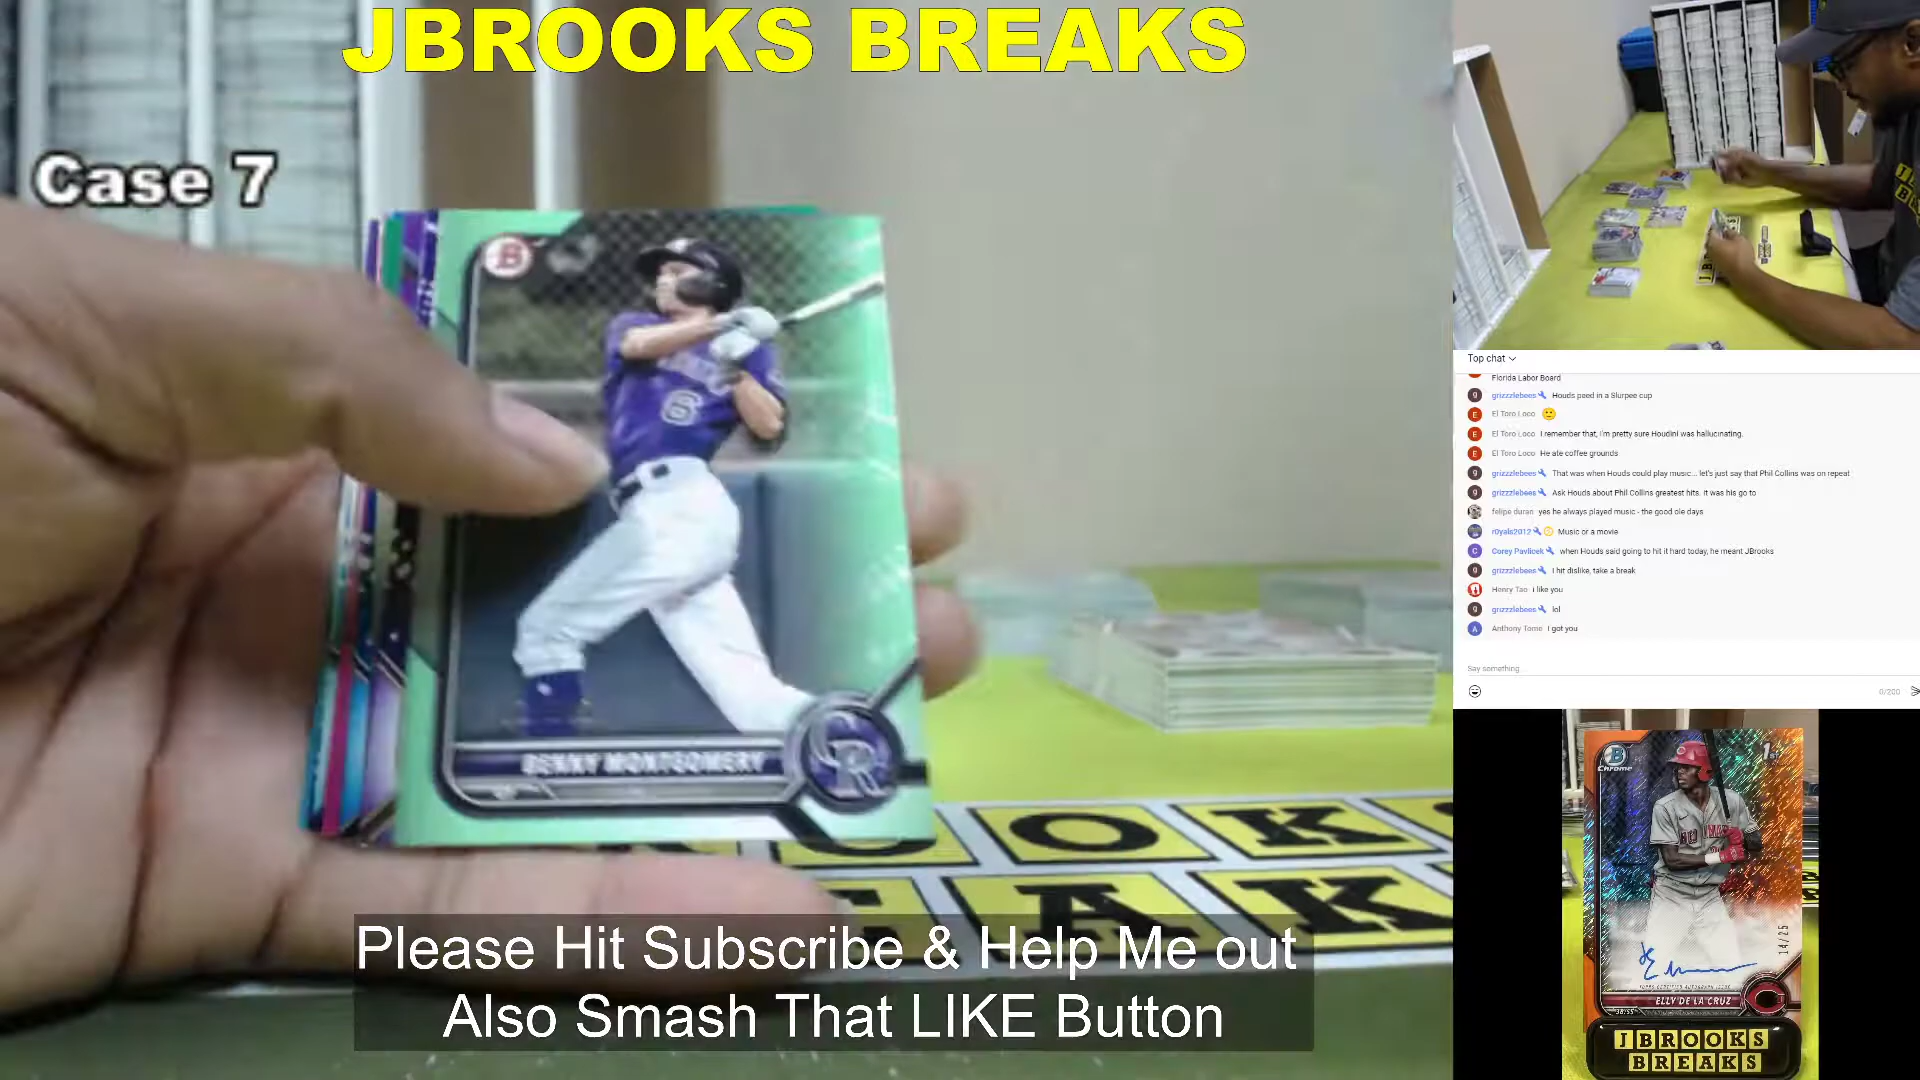 JBROOKS BREAKS
Case 7
B
6
BENNY MONTGOMERY
Please Hit Subscribe & Help Me out
Also Smash That LIKE Button
Top chat
Florida Labor Board
grizzzlebees Houds peed in a Slurpee cup
El Toro Loco
El Toro Loco I remember that, I'm pretty sure Houdini was hallucinating.
El Toro Loco He ate coffee grounds
grizzzlebees That was when Houds could play music... let's just say that Phil Collins was on repeat
grizzzlebees Ask Houds about Phil Collins greatest hits. It was his go to
felipe duran yes he always played music - the good ole days
r0yals2012 Music or a movie
Corey Pavlicek when Houds said going to hit it hard today, he meant JBrooks
grizzzlebees I hit dislike, take a break
Henry Tao i like you
grizzzlebees lol
Anthony Tome I got you
Say something...
0/200
B
Chrome
1st
14/25
ELLY DE LA CRUZ
JBROOKS
BREAKS